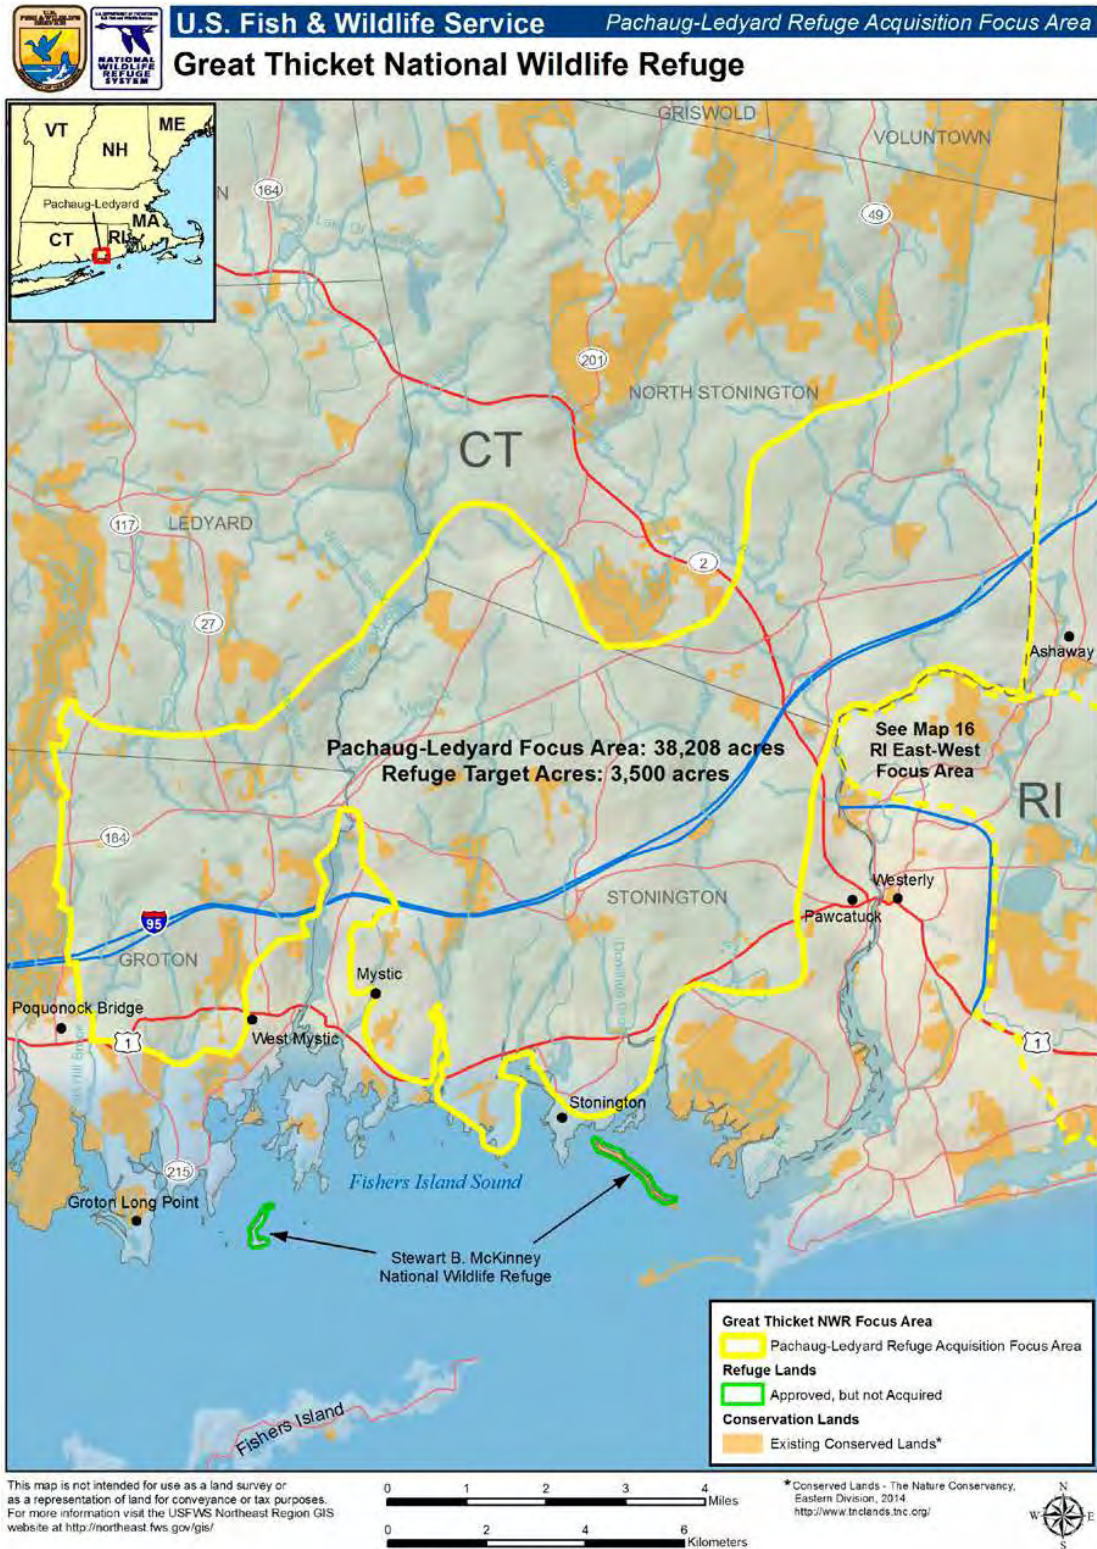 U.S.
FISH & WILDLIFE
SERVICE
NATIONAL
WILDLIFE
REFUGE
SYSTEM
U.S. Fish & Wildlife Service
Pachaug-Ledyard Refuge Acquisition Focus Area
Great Thicket National Wildlife Refuge
VT
NH
ME
Pachaug-Ledyard
MA
CT
RI
GRISWOLD
VOLUNTOWN
N
164
49
201
NORTH STONINGTON
CT
117
LEDYARD
2
27
Ashaway
Pachaug-Ledyard Focus Area: 38,208 acres
Refuge Target Acres: 3,500 acres
See Map 16
RI East-West
Focus Area
RI
184
95
GROTON
STONINGTON
Westerly
Pawcatuck
Mystic
Poquonock Bridge
West Mystic
1
1
Stonington
215
Fishers Island Sound
Groton Long Point
Stewart B. McKinney
National Wildlife Refuge
Fishers Island
Great Thicket NWR Focus Area
Pachaug-Ledyard Refuge Acquisition Focus Area
Refuge Lands
Approved, but not Acquired
Conservation Lands
Existing Conserved Lands*
This map is not intended for use as a land survey or
as a representation of land for conveyance or tax purposes.
For more information visit the USFWS Northeast Region GIS
website at http://northeast.fws.gov/gis/
0 1 2 3 4
Miles
0 2 4 6
Kilometers
* Conserved Lands - The Nature Conservancy,
Eastern Division, 2014.
http://www.tnclands.tnc.org/
N
W E
S